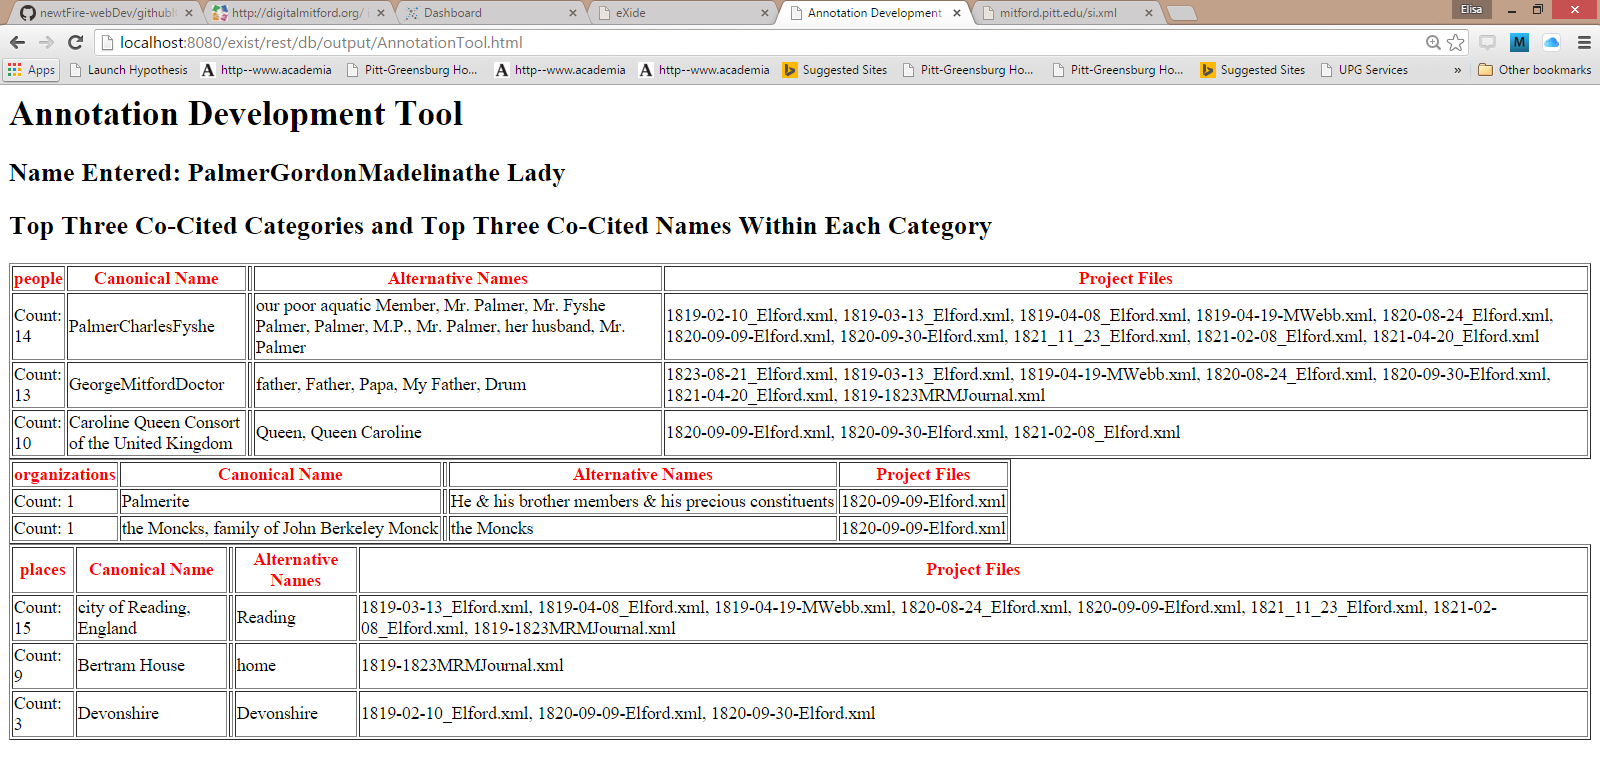 newtFire-webDev/github
http://digitalmitford.org/
Dashboard
eXide
Annotation Development
mitford.pitt.edu/si.xml
Elisa
localhost:8080/exist/rest/db/output/AnnotationTool.html
M
Apps
Launch Hypothesis
A http--www.academia
Pitt-Greensburg Ho...
A http--www.academia
A http--www.academia
Suggested Sites
Pitt-Greensburg Ho...
Pitt-Greensburg Ho...
Suggested Sites
UPG Services
»
Other bookmarks
Annotation Development Tool
Name Entered: PalmerGordonMadelinathe Lady
Top Three Co-Cited Categories and Top Three Co-Cited Names Within Each Category
people Canonical Name Alternative Names Project Files
Count:
14
PalmerCharlesFyshe
our poor aquatic Member, Mr. Palmer, Mr. Fyshe
Palmer, Palmer, M.P., Mr. Palmer, her husband, Mr.
Palmer
1819-02-10_Elford.xml, 1819-03-13_Elford.xml, 1819-04-08_Elford.xml, 1819-04-19-MWebb.xml, 1820-08-24_Elford.xml,
1820-09-09-Elford.xml, 1820-09-30-Elford.xml, 1821_11_23_Elford.xml, 1821-02-08_Elford.xml, 1821-04-20_Elford.xml
Count:
13
GeorgeMitfordDoctor
father, Father, Papa, My Father, Drum
1823-08-21_Elford.xml, 1819-03-13_Elford.xml, 1819-04-19-MWebb.xml, 1820-08-24_Elford.xml, 1820-09-30-Elford.xml,
1821-04-20_Elford.xml, 1819-1823MRMJournal.xml
Count:
10
Caroline Queen Consort
of the United Kingdom
Queen, Queen Caroline
1820-09-09-Elford.xml, 1820-09-30-Elford.xml, 1821-02-08_Elford.xml
organizations Canonical Name Alternative Names Project Files
Count: 1 Palmerite He & his brother members & his precious constituents 1820-09-09-Elford.xml
Count: 1 the Moncks, family of John Berkeley Monck the Moncks 1820-09-09-Elford.xml
places Canonical Name
Alternative
Names
Project Files
Count:
15
city of Reading,
England
Reading
1819-03-13_Elford.xml, 1819-04-08_Elford.xml, 1819-04-19-MWebb.xml, 1820-08-24_Elford.xml, 1820-09-09-Elford.xml, 1821_11_23_Elford.xml, 1821-02-
08_Elford.xml, 1819-1823MRMJournal.xml
Count:
9
Bertram House
home
1819-1823MRMJournal.xml
Count:
3
Devonshire
Devonshire
1819-02-10_Elford.xml, 1820-09-09-Elford.xml, 1820-09-30-Elford.xml